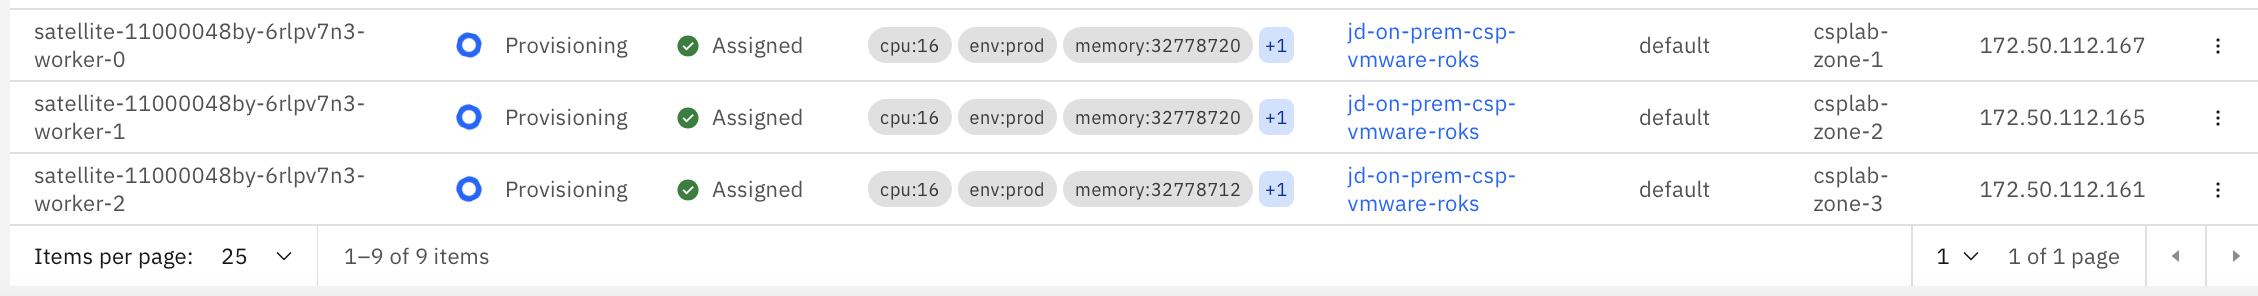 satellite-11000048by-6rlpv7n3-
worker-0
Provisioning
Assigned
cpu:16
env:prod
memory:32778720
+1
jd-on-prem-csp-
vmware-roks
default
csplab-
zone-1
172.50.112.167
satellite-11000048by-6rlpv7n3-
worker-1
Provisioning
Assigned
cpu:16
env:prod
memory:32778720
+1
jd-on-prem-csp-
vmware-roks
default
csplab-
zone-2
172.50.112.165
satellite-11000048by-6rlpv7n3-
worker-2
Provisioning
Assigned
cpu:16
env:prod
memory:32778712
+1
jd-on-prem-csp-
vmware-roks
default
csplab-
zone-3
172.50.112.161
Items per page: 25
1–9 of 9 items
1
1 of 1 page